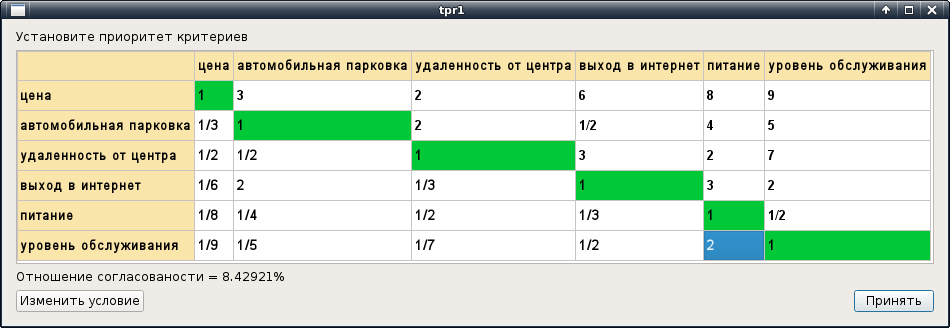 tpr1
Установите приоритет критериев
цена автомобильная парковка удаленность от центра выход в интернет питание уровень обслуживания
цена 1 3 2 6 8 9
автомобильная парковка 1/3 1 2 1/2 4 5
удаленность от центра 1/2 1/2 1 3 2 7
выход в интернет 1/6 2 1/3 1 3 2
питание 1/8 1/4 1/2 1/3 1 1/2
уровень обслуживания 1/9 1/5 1/7 1/2 2 1
Отношение согласованости = 8.42921%
Изменить условие Принять